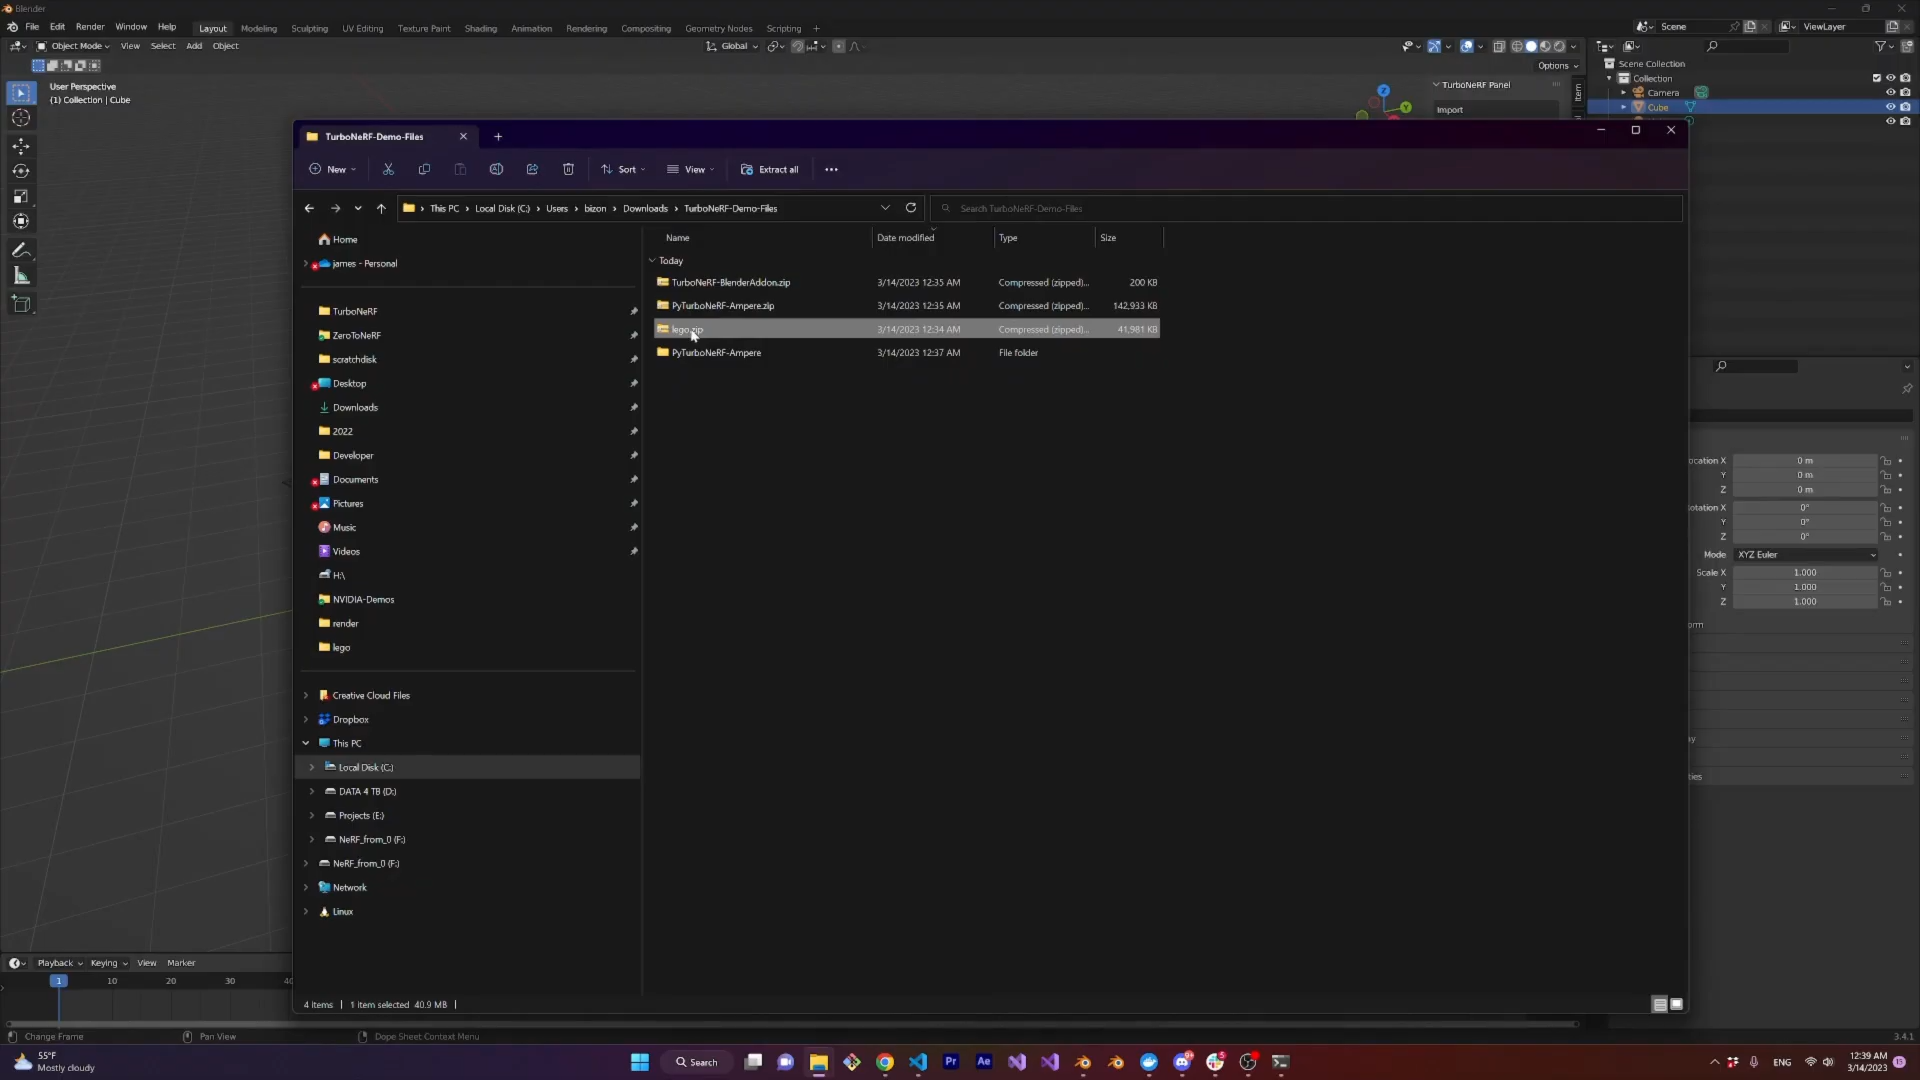 Blender
File Edit Render Window Help Layout Modeling Sculpting UV Editing Texture Paint Shading Animation Rendering Compositing Geometry Nodes Scripting +
Scene
ViewLayer
Object Mode View Select Add Object
Global
Options
User Perspective
(1) Collection | Cube
TurboNeRF Panel
Import
Item
Z
Y
Scene Collection
Collection
Camera
Cube
TurboNeRF-Demo-Files
New
Sort
View
Extract all
This PC > Local Disk (C:) > Users > bizon > Downloads > TurboNeRF-Demo-Files
Search TurboNeRF-Demo-Files
Name Date modified Type Size
Today
TurboNeRF-BlenderAddon.zip 3/14/2023 12:35 AM Compressed (zipped)... 200 KB
PyTurboNeRF-Ampere.zip 3/14/2023 12:35 AM Compressed (zipped)... 142,933 KB
lego.zip 3/14/2023 12:34 AM Compressed (zipped)... 41,981 KB
PyTurboNeRF-Ampere 3/14/2023 12:37 AM File folder
Home
james - Personal
TurboNeRF
ZeroToNeRF
scratchdisk
Desktop
Downloads
2022
Developer
Documents
Pictures
Music
Videos
H:\
NVIDIA-Demos
render
lego
Creative Cloud Files
Dropbox
This PC
Local Disk (C:)
DATA 4 TB (D:)
Projects (E:)
NeRF_from_0 (F:)
NeRF_from_0 (F:)
Network
Linux
4 items | 1 item selected 40.9 MB |
ocation X 0 m
Y 0 m
Z 0 m
otation X 0°
Y 0°
Z 0°
Mode XYZ Euler
Scale X 1.000
Y 1.000
Z 1.000
orm
ay
ties
Playback Keying View Marker
1 10 20 30 40
Change Frame Pan View Dope Sheet Context Menu
3.4.1
55°F
Mostly cloudy
Search
Pr
Ae
ENG
12:39 AM
3/14/2023